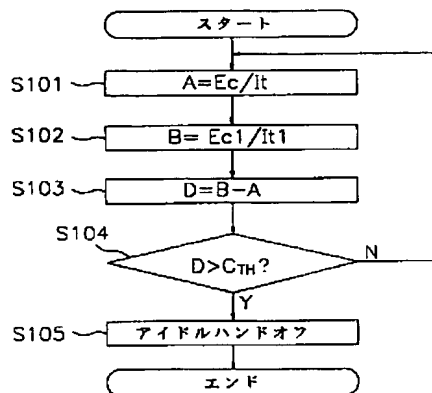 スタート
S101
A=Ec/It
S102
B= Ec1/It1
S103
D=B-A
S104
D>CTH?
N
Y
S105
アイドルハンドオフ
エンド